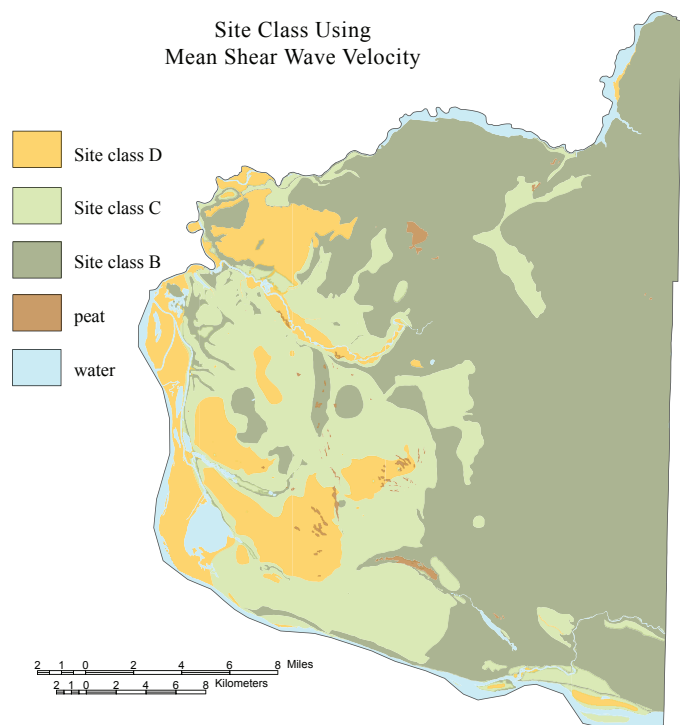 Site Class Using
Mean Shear Wave Velocity
Site class D
Site class C
Site class B
peat
water
2 1 0 2 4 6 8 Miles
2 1 0 2 4 6 8 Kilometers